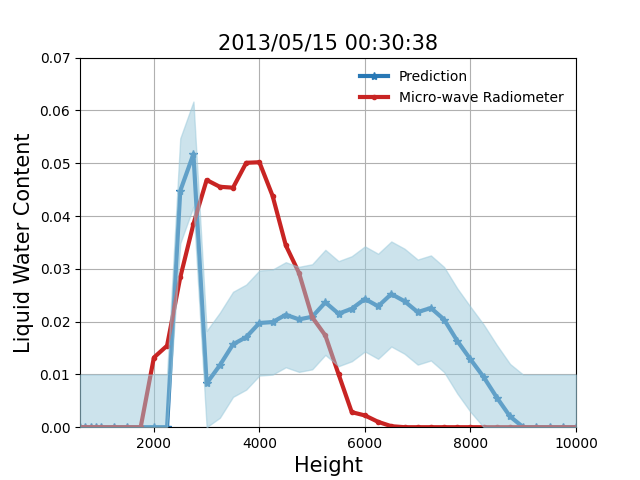 2013/05/15 00:30:38
0.07
0.06
0.05
0.04
0.03
0.02
0.01
0.00
Liquid Water Content
Prediction
Micro-wave Radiometer
2000 4000 6000 8000 10000
Height